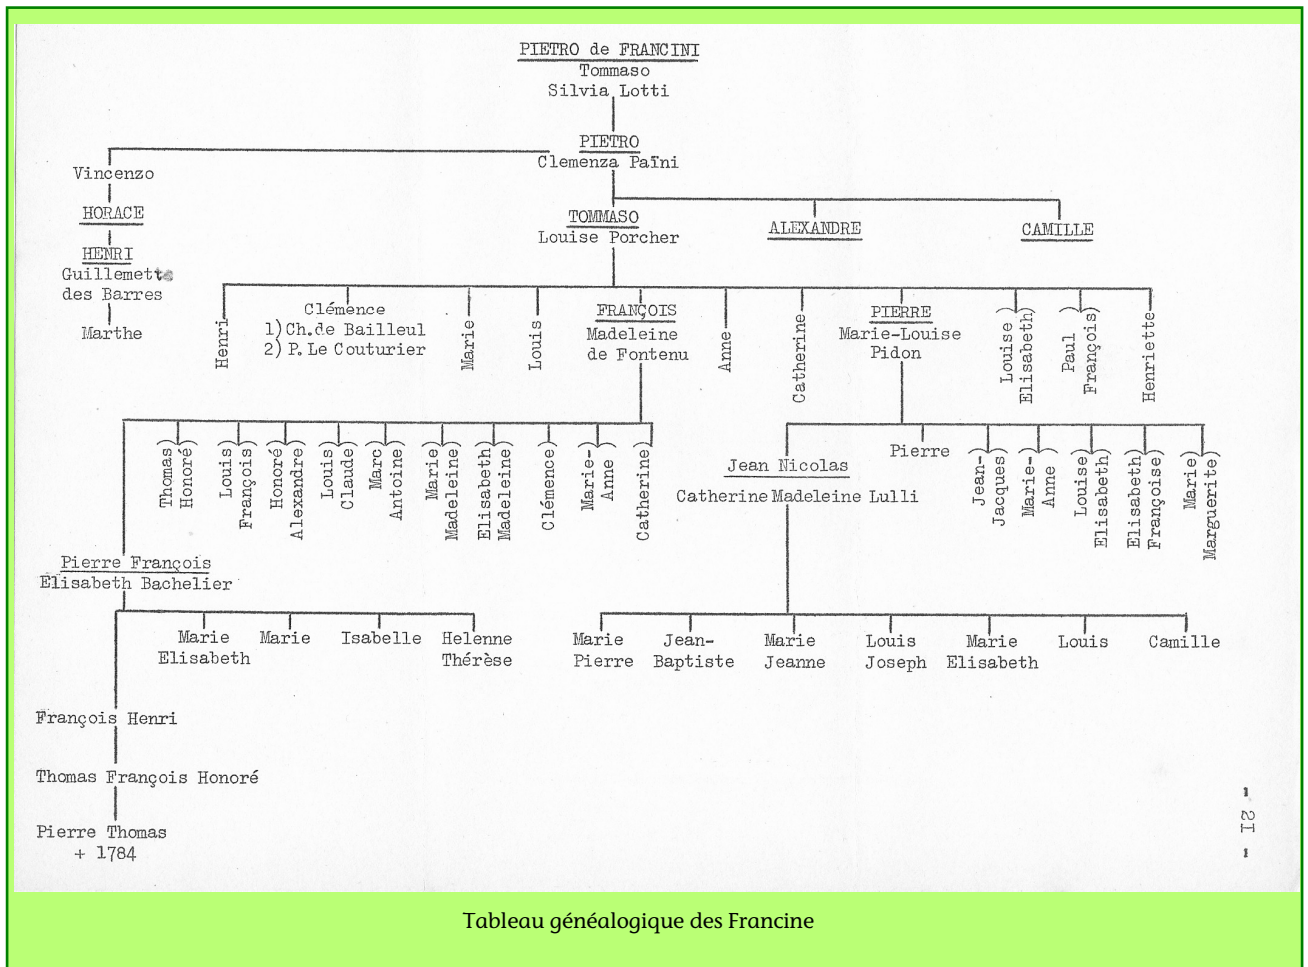 PIETRO de FRANCINI
Tommaso
Silvia Lotti
PIETRO
Clemenza Païni
Vincenzo
HORACE
HENRI
Guillemette
des Barres
Marthe
TOMMASO
Louise Porcher
ALEXANDRE
CAMILLE
Henri
Clémence
1) Ch. de Bailleul
2) P. Le Couturier
Marie
Louis
FRANÇOIS
Madeleine
de Fontenu
Anne
Catherine
PIERRE
Marie-Louise
Pidon
Louise )
Elisabeth)
Paul )
François)
Henriette
Thomas)
Honoré)
Louis )
François)
Honoré)
Alexandre)
Louis )
Claude)
Marc )
Antoine)
Marie )
Madeleine)
Elisabeth)
Madeleine)
Clémence)
Marie-)
Anne )
Catherine)
Jean Nicolas
Catherine Madeleine Lulli
Pierre
Jean- )
Jacques)
Marie-)
Anne )
Louise )
Elisabeth)
Elisabeth )
Françoise)
Marie )
Marguerite)
Pierre François
Elisabeth Bachelier
Marie
Elisabeth
Marie
Isabelle
Helenne
Thérèse
Marie
Pierre
Jean-
Baptiste
Marie
Jeanne
Louis
Joseph
Marie
Elisabeth
Louis
Camille
François Henri
Thomas François Honoré
Pierre Thomas
+ 1784
- 2I -
Tableau généalogique des Francine